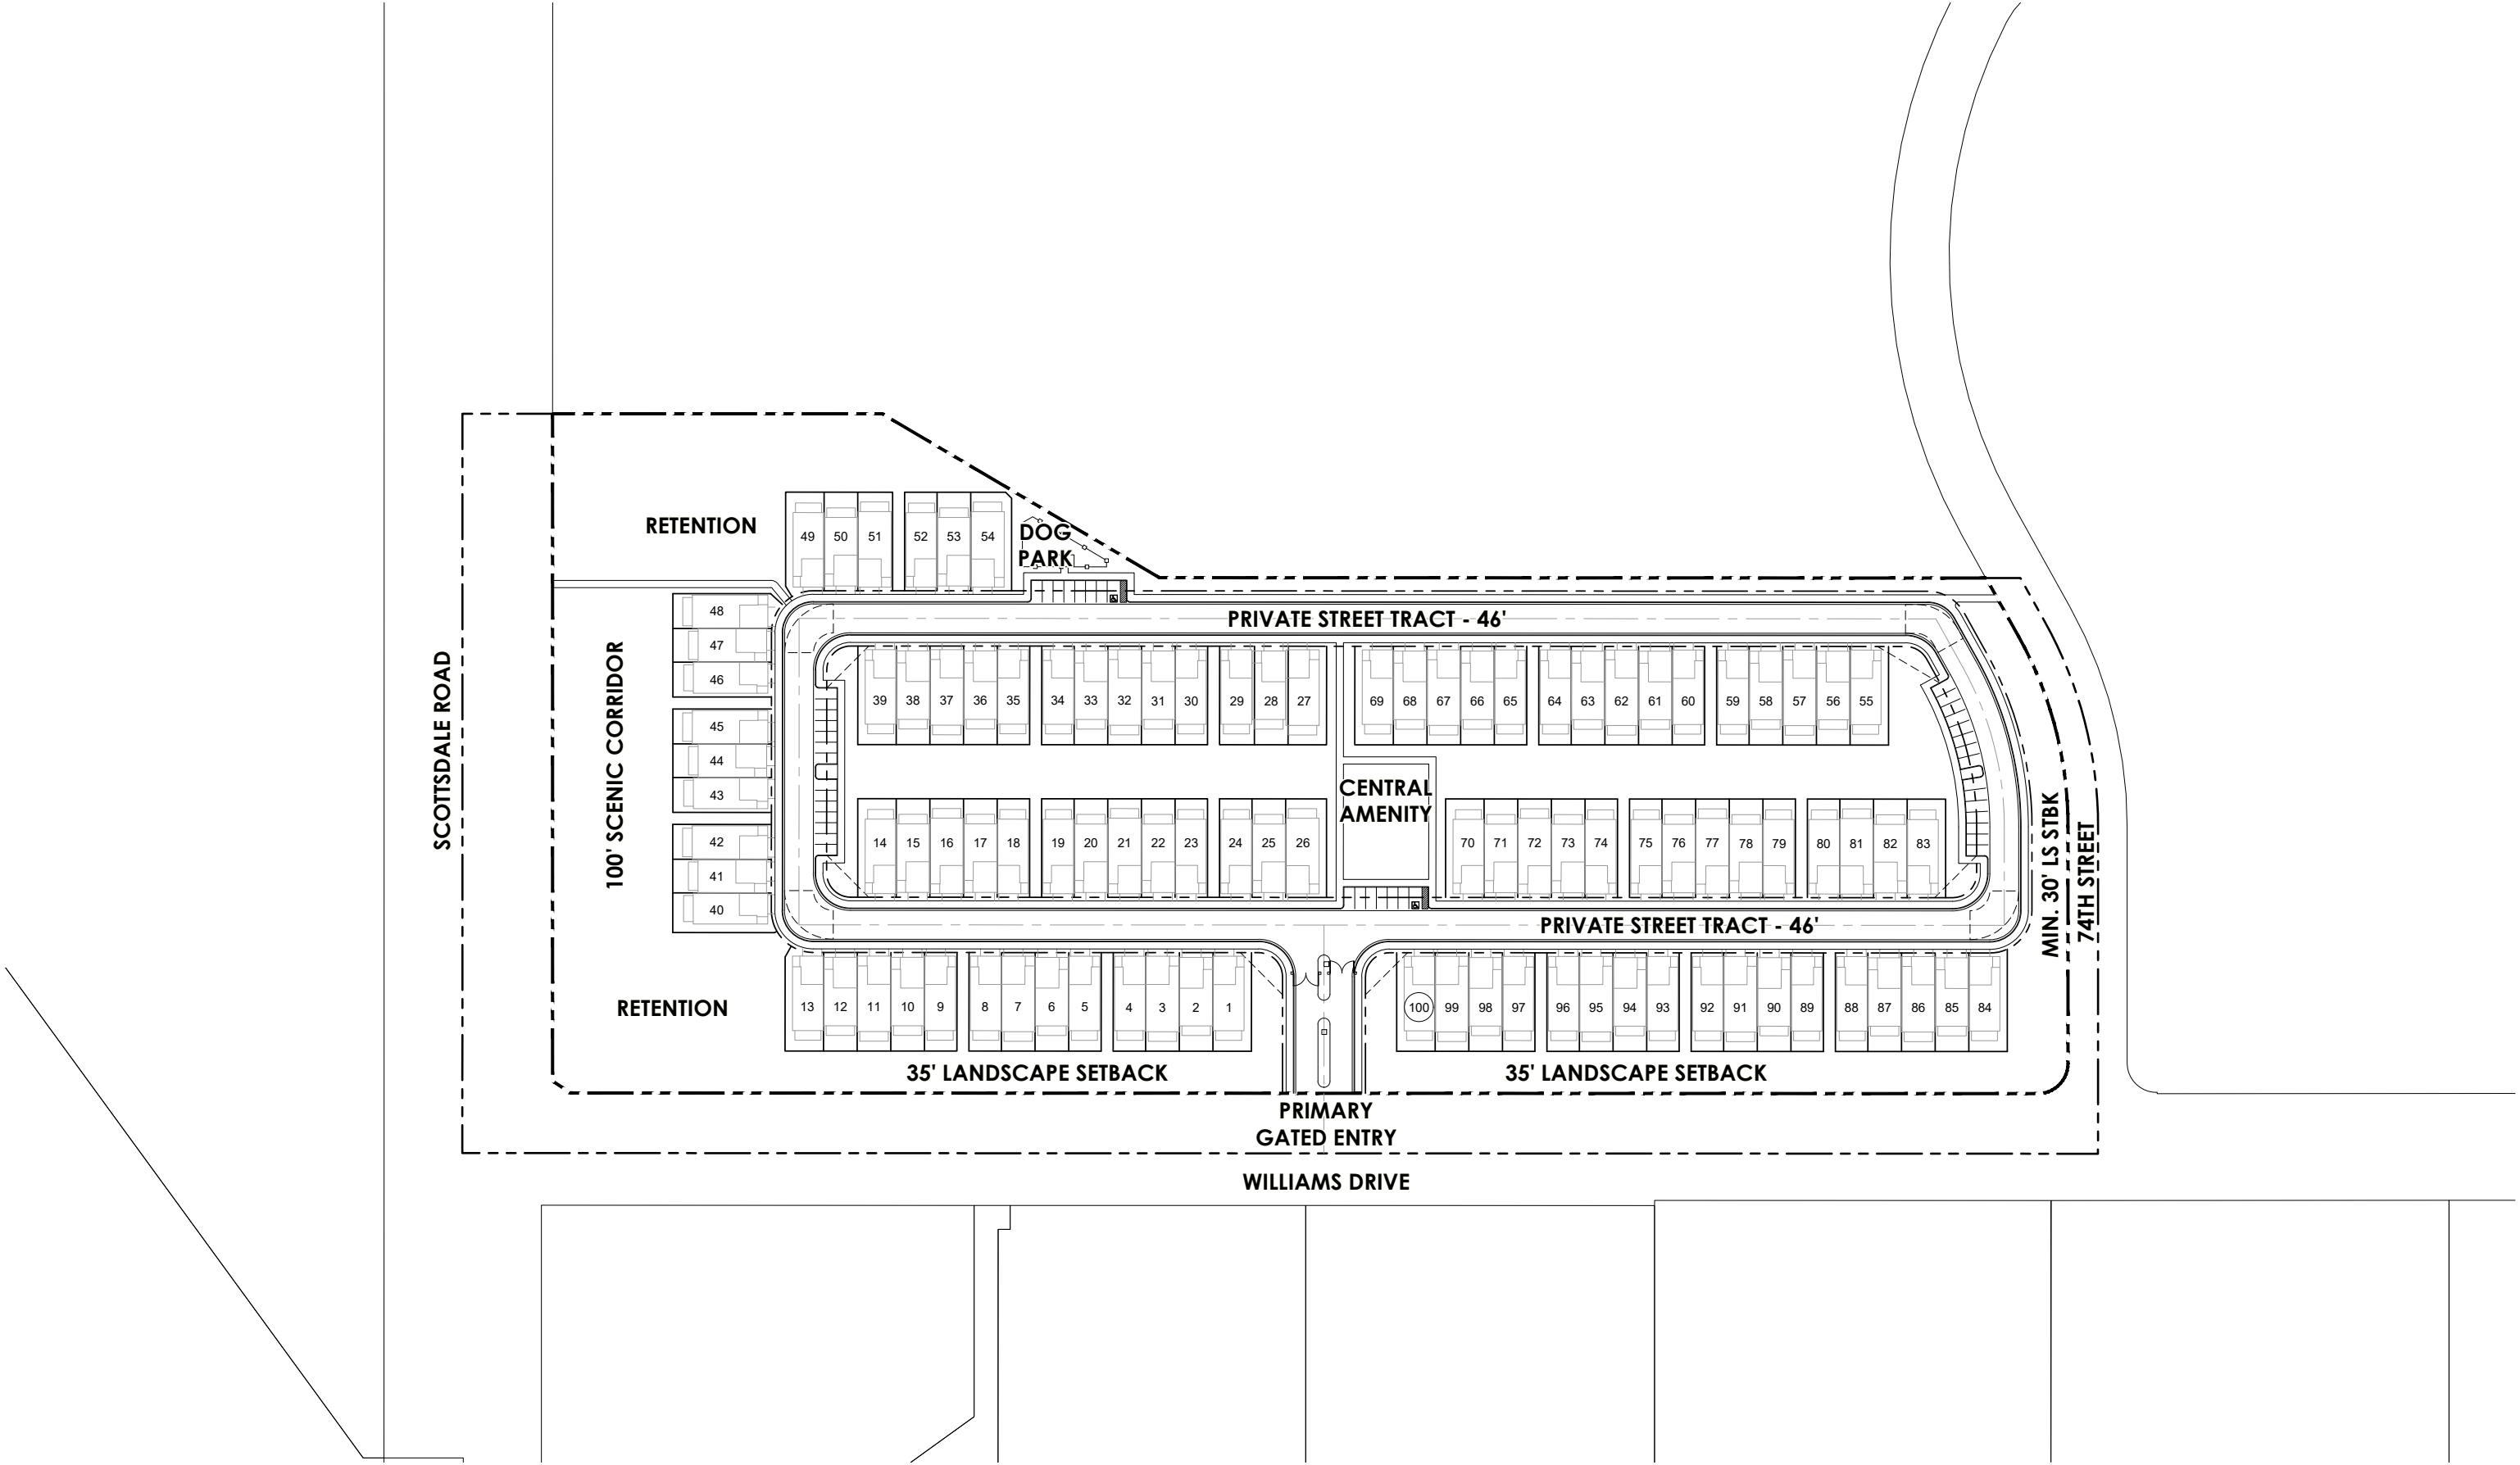 RETENTION
49 50 51 52 53 54
DOG
PARK
48
47
46
45
44
43
42
41
40
SCOTTSDALE ROAD
100' SCENIC CORRIDOR
PRIVATE STREET TRACT - 46'
39 38 37 36 35 34 33 32 31 30 29 28 27 69 68 67 66 65 64 63 62 61 60 59 58 57 56 55
CENTRAL
AMENITY
14 15 16 17 18 19 20 21 22 23 24 25 26 70 71 72 73 74 75 76 77 78 79 80 81 82 83
MIN. 30' LS STBK
74TH STREET
PRIVATE STREET TRACT - 46'
RETENTION
13 12 11 10 9 8 7 6 5 4 3 2 1 100 99 98 97 96 95 94 93 92 91 90 89 88 87 86 85 84
35' LANDSCAPE SETBACK
35' LANDSCAPE SETBACK
PRIMARY
GATED ENTRY
WILLIAMS DRIVE